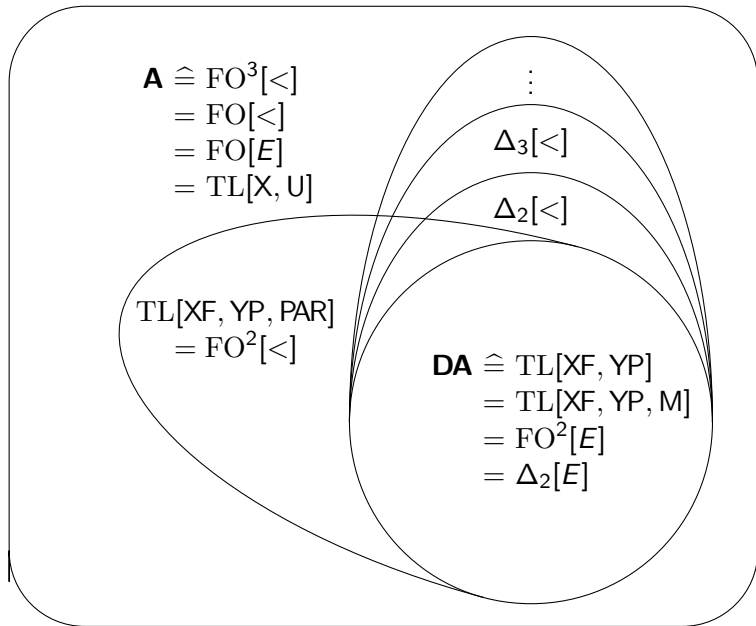 A ≙ FO³[<]
= FO[<]
= FO[E]
= TL[X, U]
⋮
Δ₃[<]
Δ₂[<]
TL[XF, YP, PAR]
= FO²[<]
DA ≙ TL[XF, YP]
= TL[XF, YP, M]
= FO²[E]
= Δ₂[E]